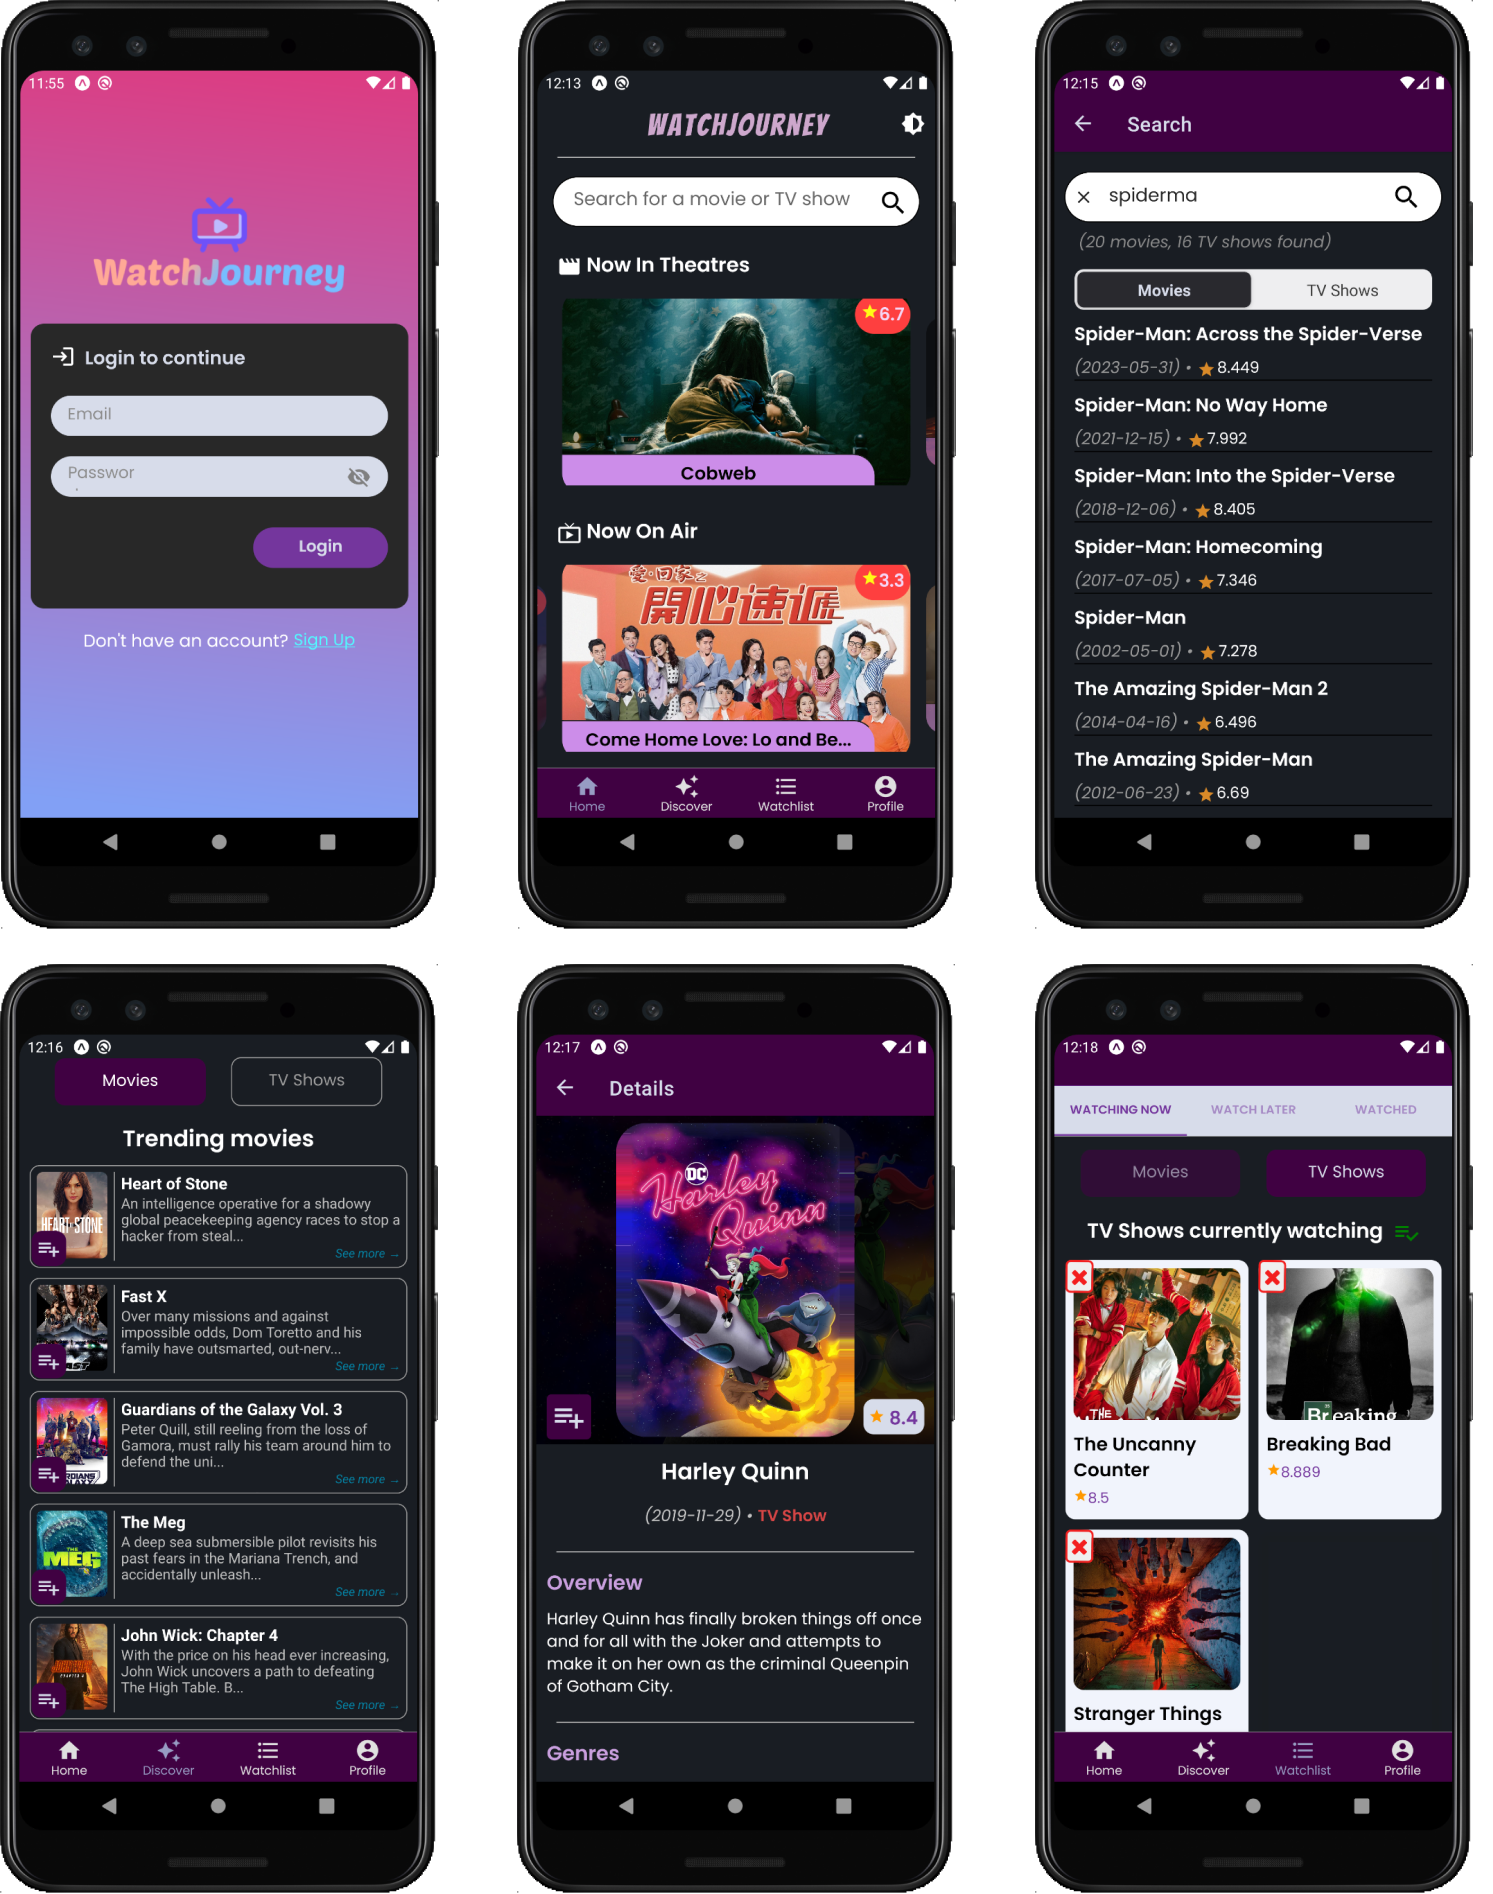 11:55
WatchJourney
Login to continue
Email
Passwor
Login
Don't have an account? Sign Up
12:13
WATCHJOURNEY
Search for a movie or TV show
Now In Theatres
6.7
Cobweb
Now On Air
3.3
愛·回家之
開心速遞
Come Home Love: Lo and Be...
Home
Discover
Watchlist
Profile
12:15
Search
spiderma
(20 movies, 16 TV shows found)
Movies
TV Shows
Spider-Man: Across the Spider-Verse
(2023-05-31) • 8.449
Spider-Man: No Way Home
(2021-12-15) • 7.992
Spider-Man: Into the Spider-Verse
(2018-12-06) • 8.405
Spider-Man: Homecoming
(2017-07-05) • 7.346
Spider-Man
(2002-05-01) • 7.278
The Amazing Spider-Man 2
(2014-04-16) • 6.496
The Amazing Spider-Man
(2012-06-23) • 6.69
12:16
Movies
TV Shows
Trending movies
HEART OF STONE
Heart of Stone
An intelligence operative for a shadowy
global peacekeeping agency races to stop a
hacker from steal...
See more →
Fast X
Over many missions and against
impossible odds, Dom Toretto and his
family have outsmarted, out-nerv...
See more →
Guardians of the Galaxy Vol. 3
Peter Quill, still reeling from the loss of
Gamora, must rally his team around him to
defend the uni...
See more →
THE MEG
The Meg
A deep sea submersible pilot revisits his
past fears in the Mariana Trench, and
accidentally unleash...
See more →
John Wick: Chapter 4
With the price on his head ever increasing,
John Wick uncovers a path to defeating
The High Table. B...
See more →
Home
Discover
Watchlist
Profile
12:17
Details
DC
Harley
Quinn
8.4
Harley Quinn
(2019-11-29) • TV Show
Overview
Harley Quinn has finally broken things off once
and for all with the Joker and attempts to
make it on her own as the criminal Queenpin
of Gotham City.
Genres
12:18
WATCHING NOW
WATCH LATER
WATCHED
Movies
TV Shows
TV Shows currently watching
THE
Breaking
The Uncanny
Counter
8.5
Breaking Bad
8.889
Stranger Things
Home
Discover
Watchlist
Profile